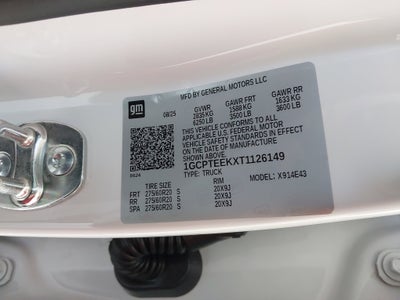 gm
MFD BY GENERAL MOTORS LLC
08/25 GVWR GAWR FRT GAWR RR
2835KG 1588 KG 1633 KG
6250 LB 3500 LB 3600 LB
THIS VEHICLE CONFORMS TO ALL
APPLICABLE U.S. FEDERAL MOTOR
VEHICLE SAFETY
STANDARDS IN EFFECT ON THE DATE OF MANUFACTURE
SHOWN ABOVE.
1GCPTEEKXT1126149
TYPE: TRUCK MODEL: X914E43
TIRE SIZE RIM
FRT 275/60R20 S 20X9J
RR 275/60R20 S 20X9J
SPA 275/60R20 S 20X9J